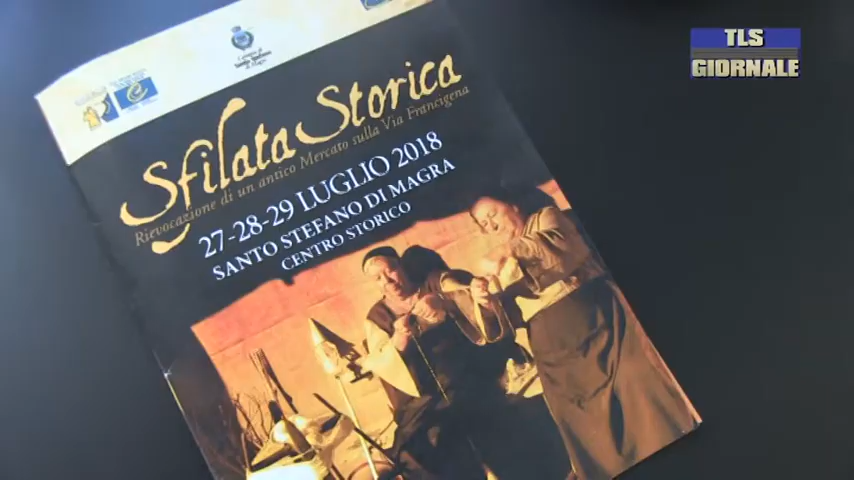 TLS
GIORNALE
Sfilata Storica
Rievocazione di un antico Mercato sulla Via Francigena
27-28-29 LUGLIO 2018
SANTO STEFANO DI MAGRA
CENTRO STORICO